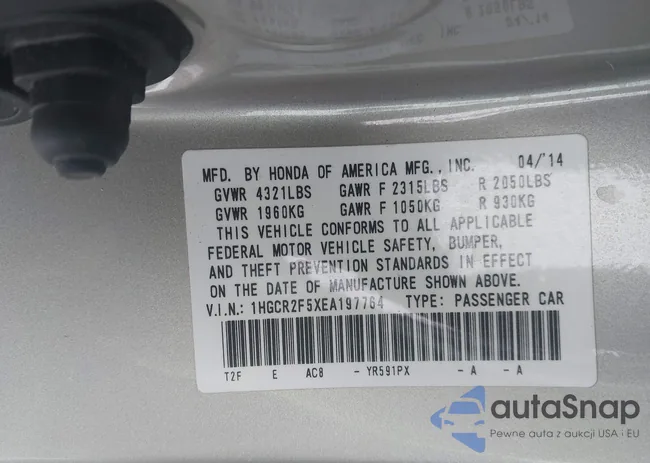 04/'14
MFD. BY HONDA OF AMERICA MFG., INC. 04/'14
GVWR 4321LBS GAWR F 2315LBS R 2050LBS
GVWR 1960KG GAWR F 1050KG R 930KG
THIS VEHICLE CONFORMS TO ALL APPLICABLE
FEDERAL MOTOR VEHICLE SAFETY, BUMPER,
AND THEFT PREVENTION STANDARDS IN EFFECT
ON THE DATE OF MANUFACTURE SHOWN ABOVE.
V.I.N.: 1HGCR2F5XEA197764 TYPE: PASSENGER CAR
T2F E AC8 - YR591PX - A - A
autaSnap
Pewne auta z aukcji USA i EU